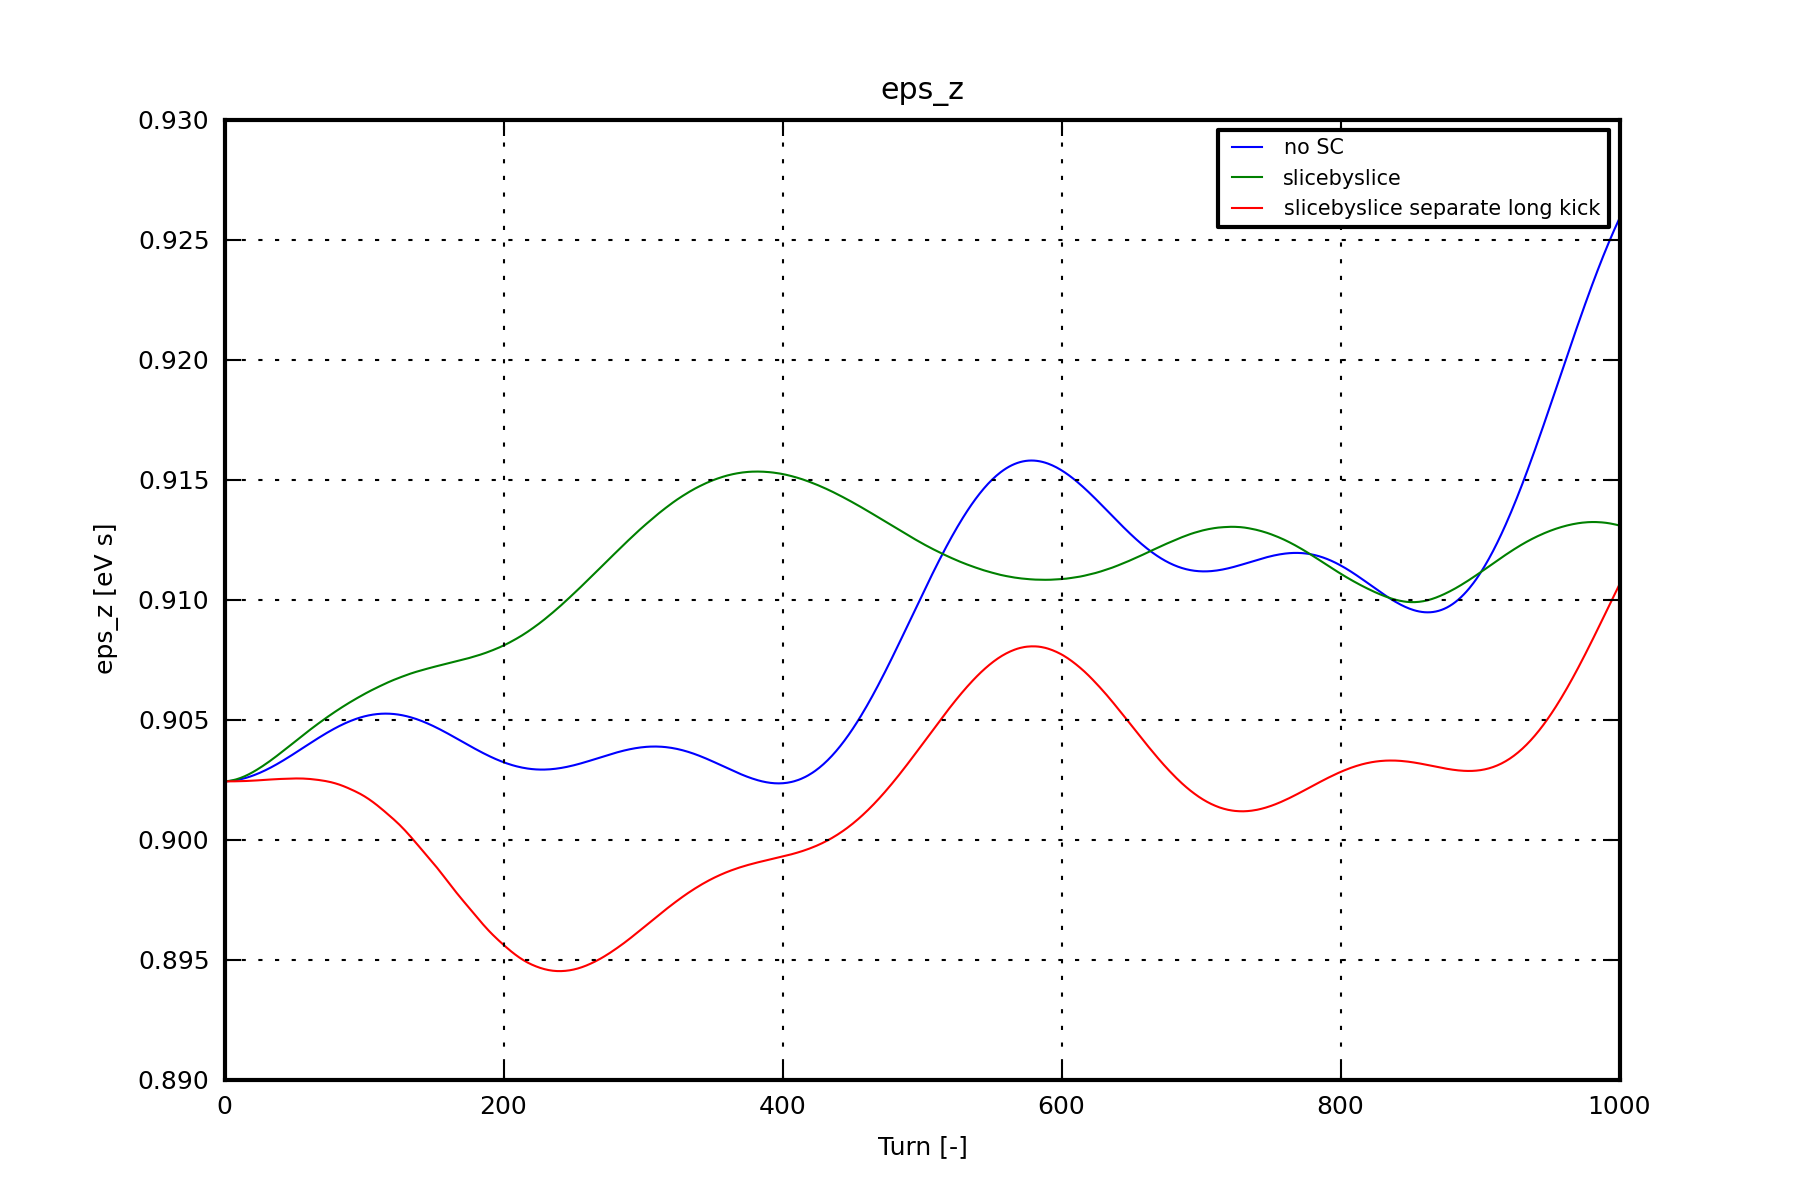 eps_z
0.930
0.925
0.920
0.915
0.910
0.905
0.900
0.895
0.890
eps_z [eV s]
no SC
slicebyslice
slicebyslice separate long kick
0 200 400 600 800 1000
Turn [-]